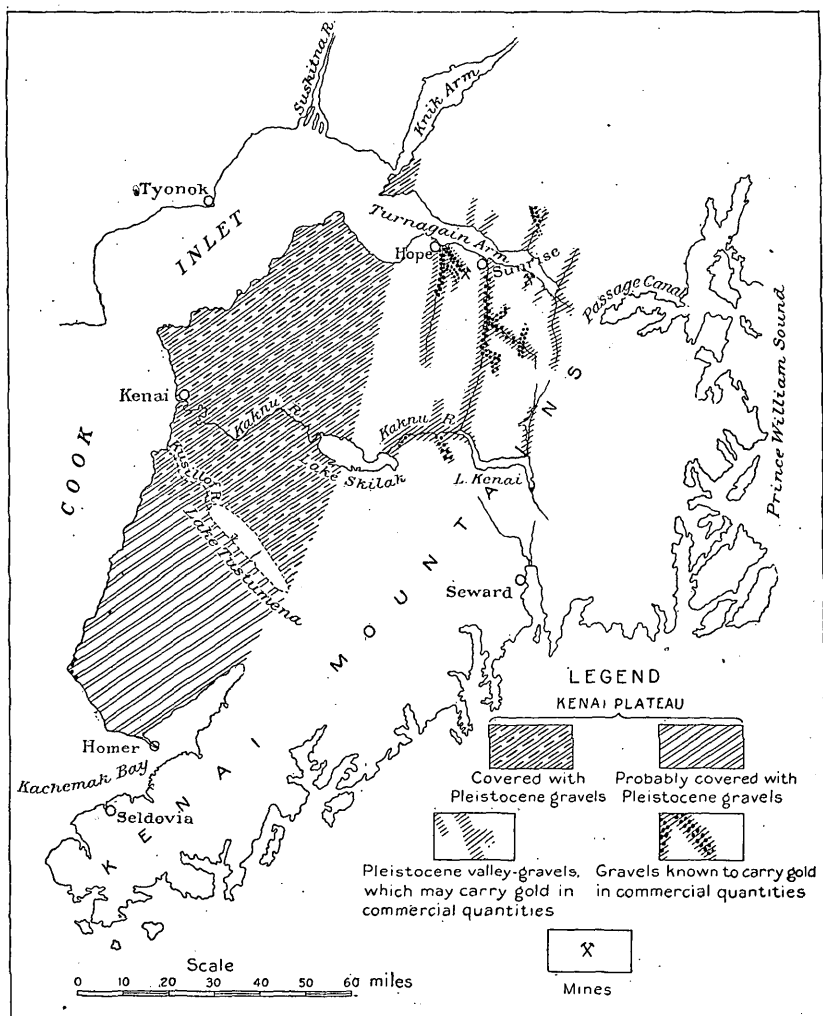 Suskitna R.
Knik Arm
Tyonok
INLET
Turnagain Arm
Hope
Sunrise
Passage Canal
Prince William Sound
Kenai
Kaknu R.
Kaknu R.
COOK
Kusilof R.
Lake Skilak
L. Kenai
Lake Tustumena
Seward
KENAI MOUNTAINS
Homer
Kachemak Bay
Seldovia
LEGEND
KENAI PLATEAU
Covered with
Pleistocene gravels
Probably covered with
Pleistocene gravels
Pleistocene valley-gravels,
which may carry gold in
commercial quantities
Gravels known to carry gold
in commercial quantities
Mines
Scale
0 10 20 30 40 50 60 miles